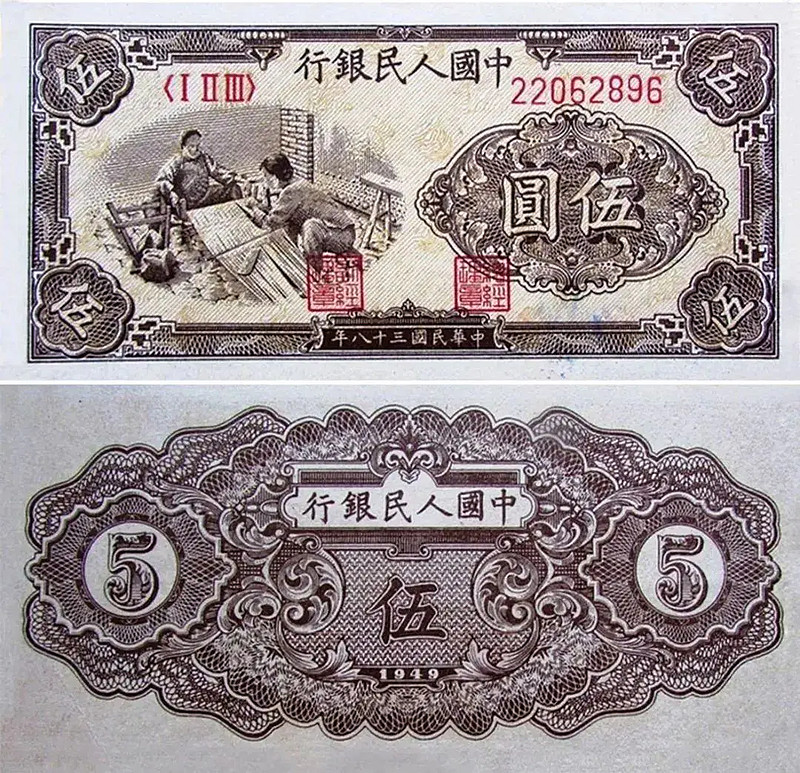 伍
中國人民銀行
伍
〈I II III〉
22062896
伍圓
伍
伍
中華民國三十八年
中國人民銀行
5
5
伍
1949